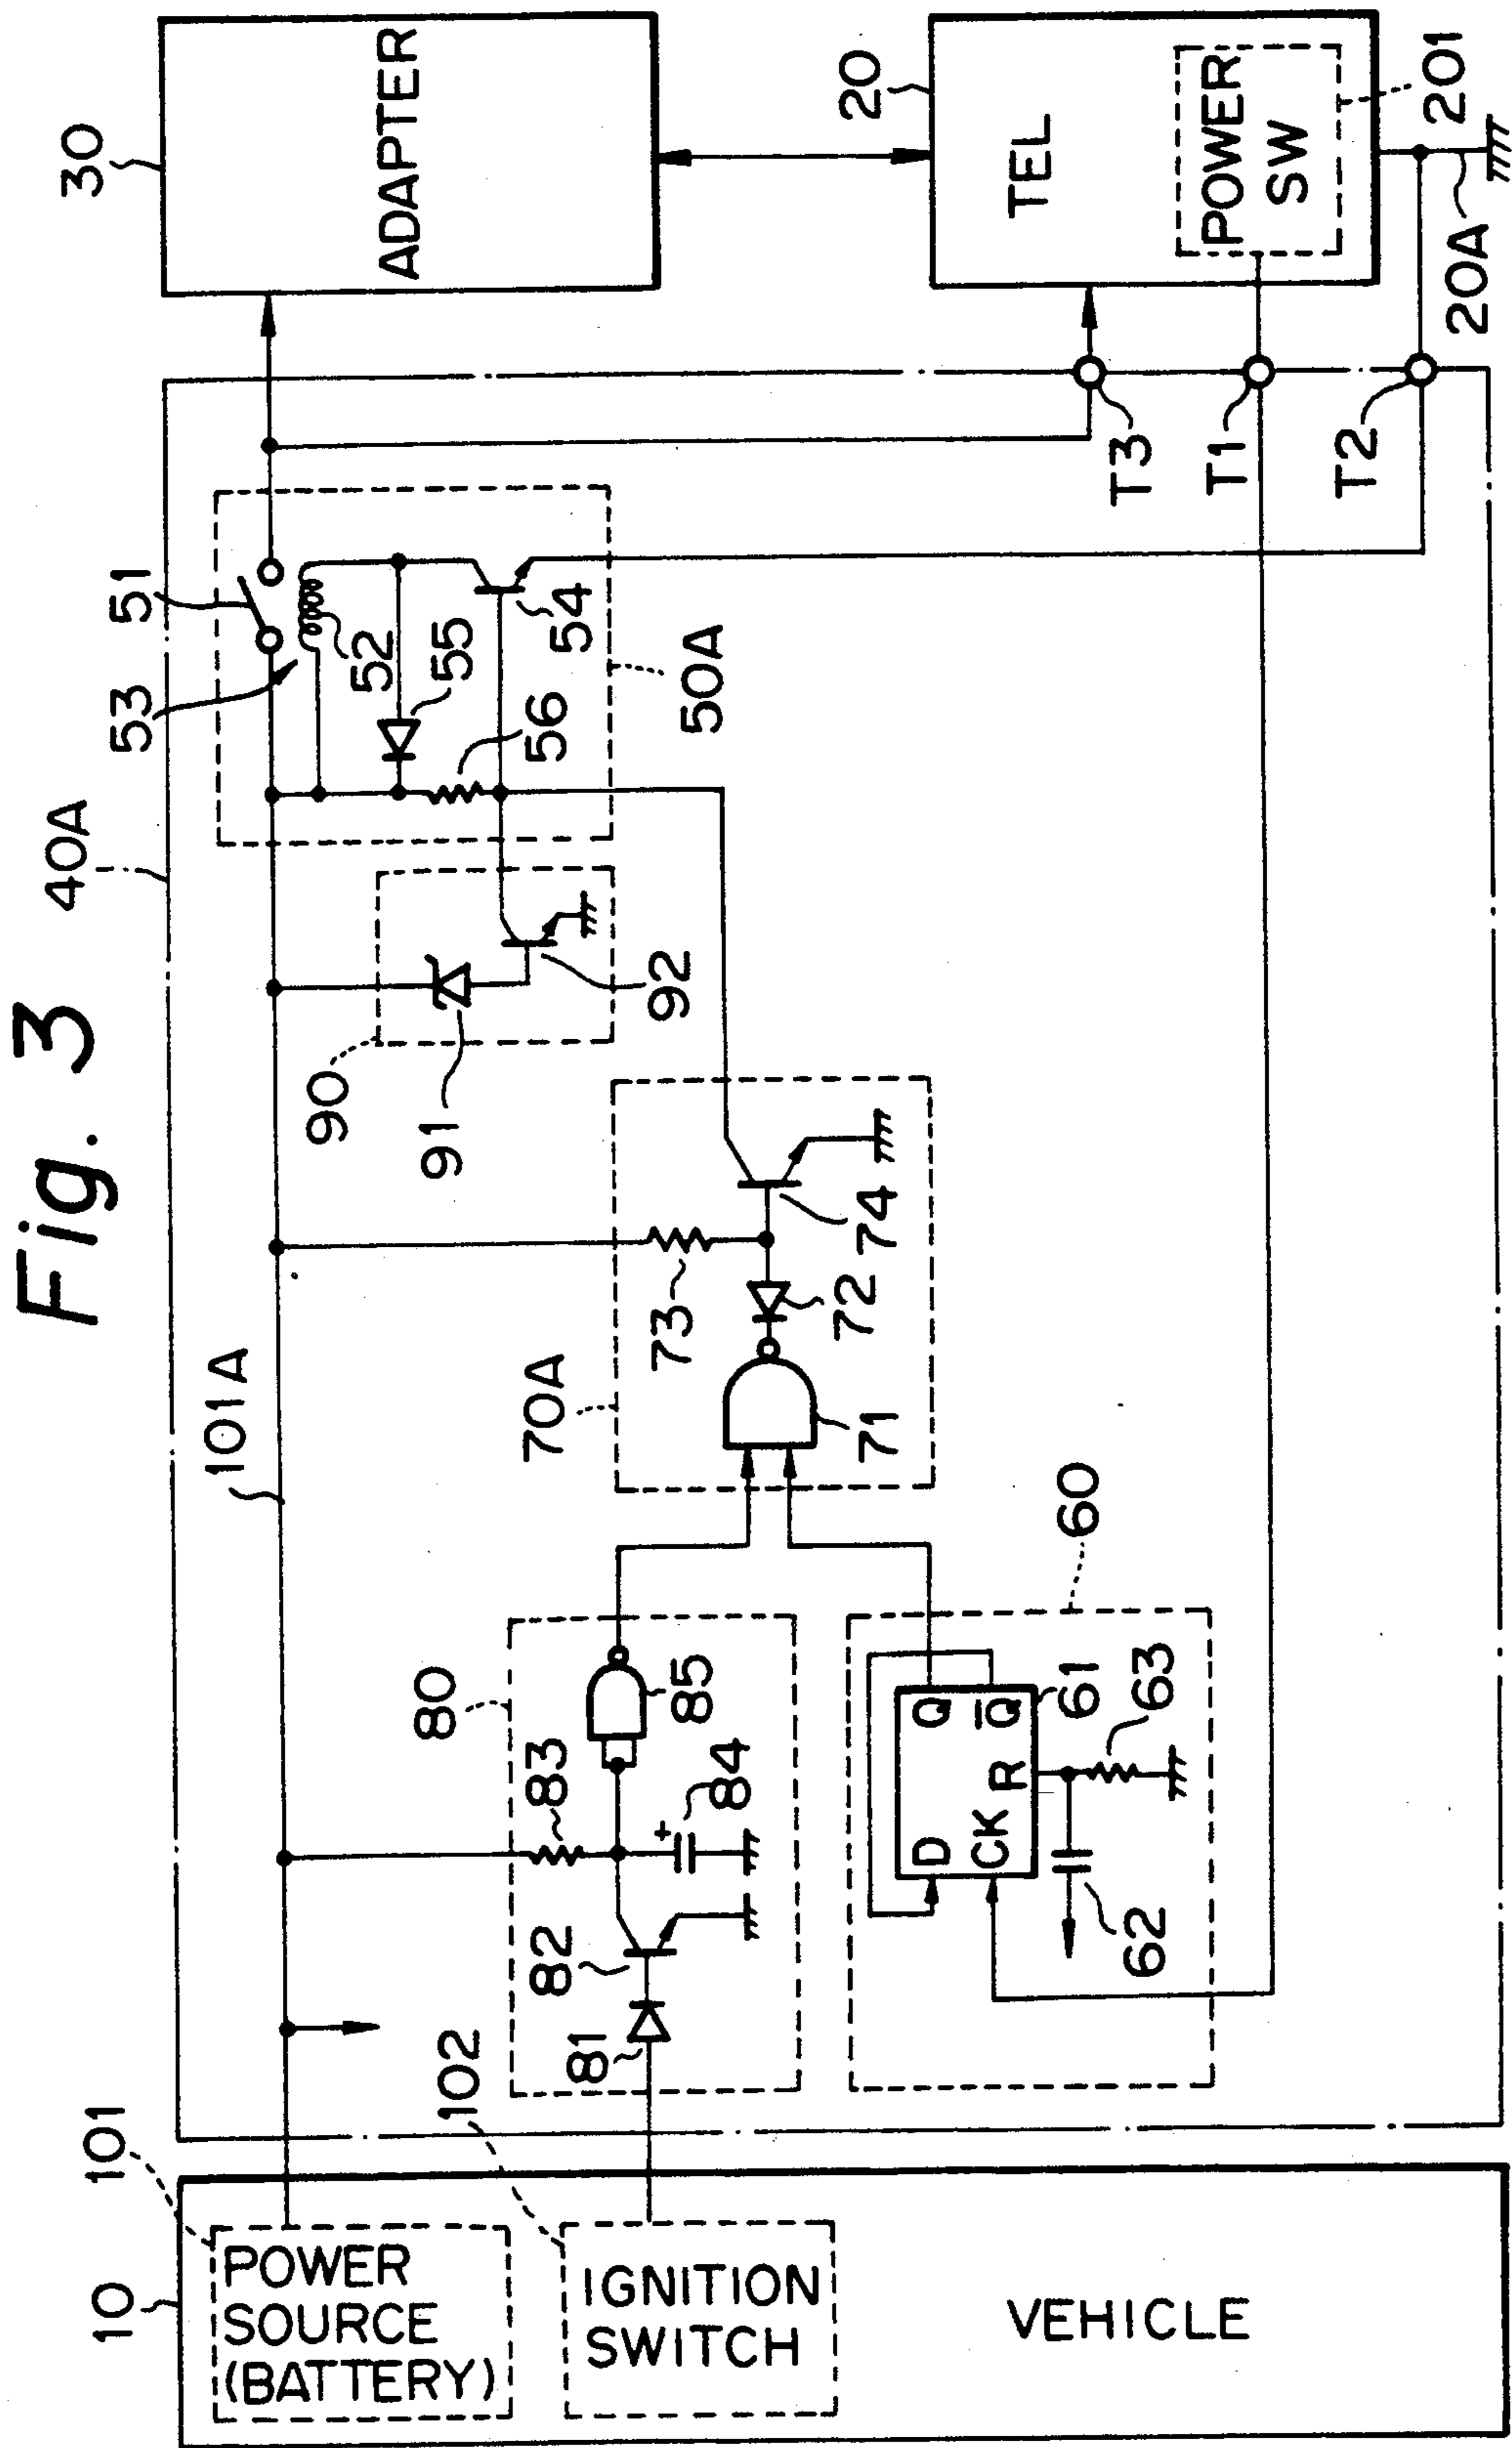 Fig. 3
10
101
POWER
SOURCE
(BATTERY)
102
IGNITION
SWITCH
VEHICLE
40A
101A
80
81
82
83
84
85
60
D
Q
CK
Q̅
R
61
62
63
70A
71
72
73
74
90
91
92
50A
51
52
53
54
55
56
T3
T1
T2
30
ADAPTER
20
TEL
POWER
SW
201
20A